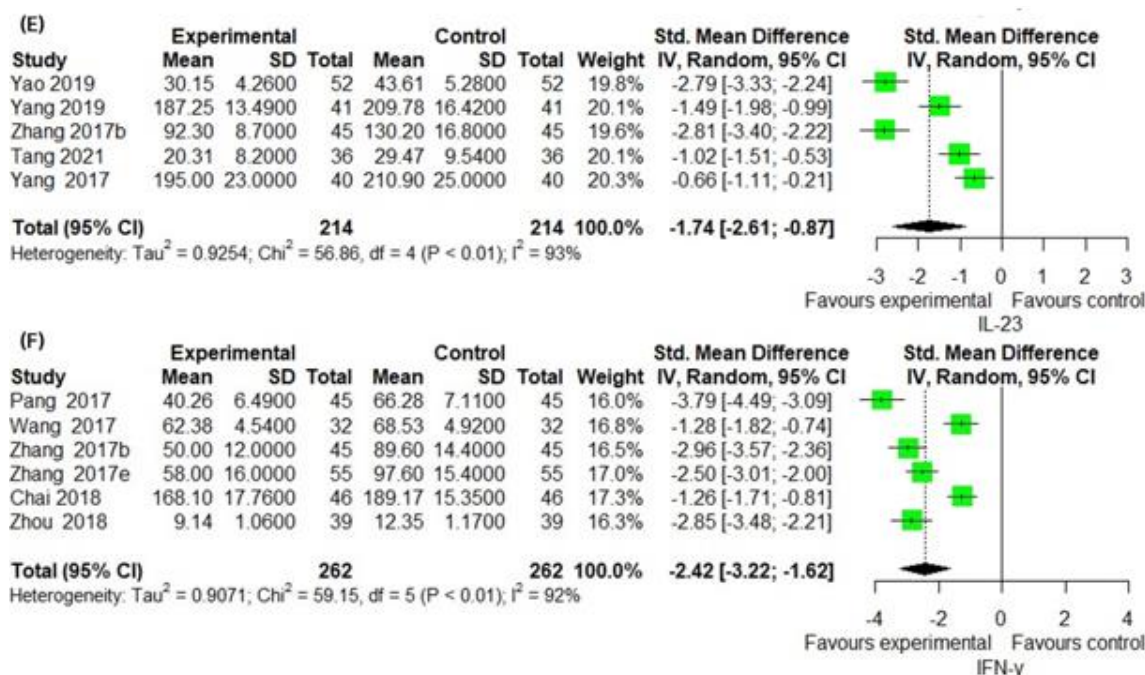 (E)
Experimental Control Std. Mean Difference Std. Mean Difference
Study Mean SD Total Mean SD Total Weight IV, Random, 95% CI IV, Random, 95% CI
Yao 2019 30.15 4.2600 52 43.61 5.2800 52 19.8% -2.79 [-3.33; -2.24]
Yang 2019 187.25 13.4900 41 209.78 16.4200 41 20.1% -1.49 [-1.98; -0.99]
Zhang 2017b 92.30 8.7000 45 130.20 16.8000 45 19.6% -2.81 [-3.40; -2.22]
Tang 2021 20.31 8.2000 36 29.47 9.5400 36 20.1% -1.02 [-1.51; -0.53]
Yang 2017 195.00 23.0000 40 210.90 25.0000 40 20.3% -0.66 [-1.11; -0.21]
Total (95% CI) 214 214 100.0% -1.74 [-2.61; -0.87]
Heterogeneity: Tau² = 0.9254; Chi² = 56.86, df = 4 (P < 0.01); I² = 93%
-3 -2 -1 0 1 2 3
Favours experimental Favours control
IL-23
(F)
Experimental Control Std. Mean Difference Std. Mean Difference
Study Mean SD Total Mean SD Total Weight IV, Random, 95% CI IV, Random, 95% CI
Pang 2017 40.26 6.4900 45 66.28 7.1100 45 16.0% -3.79 [-4.49; -3.09]
Wang 2017 62.38 4.5400 32 68.53 4.9200 32 16.8% -1.28 [-1.82; -0.74]
Zhang 2017b 50.00 12.0000 45 89.60 14.4000 45 16.5% -2.96 [-3.57; -2.36]
Zhang 2017e 58.00 16.0000 55 97.60 15.4000 55 17.0% -2.50 [-3.01; -2.00]
Chai 2018 168.10 17.7600 46 189.17 15.3500 46 17.3% -1.26 [-1.71; -0.81]
Zhou 2018 9.14 1.0600 39 12.35 1.1700 39 16.3% -2.85 [-3.48; -2.21]
Total (95% CI) 262 262 100.0% -2.42 [-3.22; -1.62]
Heterogeneity: Tau² = 0.9071; Chi² = 59.15, df = 5 (P < 0.01); I² = 92%
-4 -2 0 2 4
Favours experimental Favours control
IFN-γ